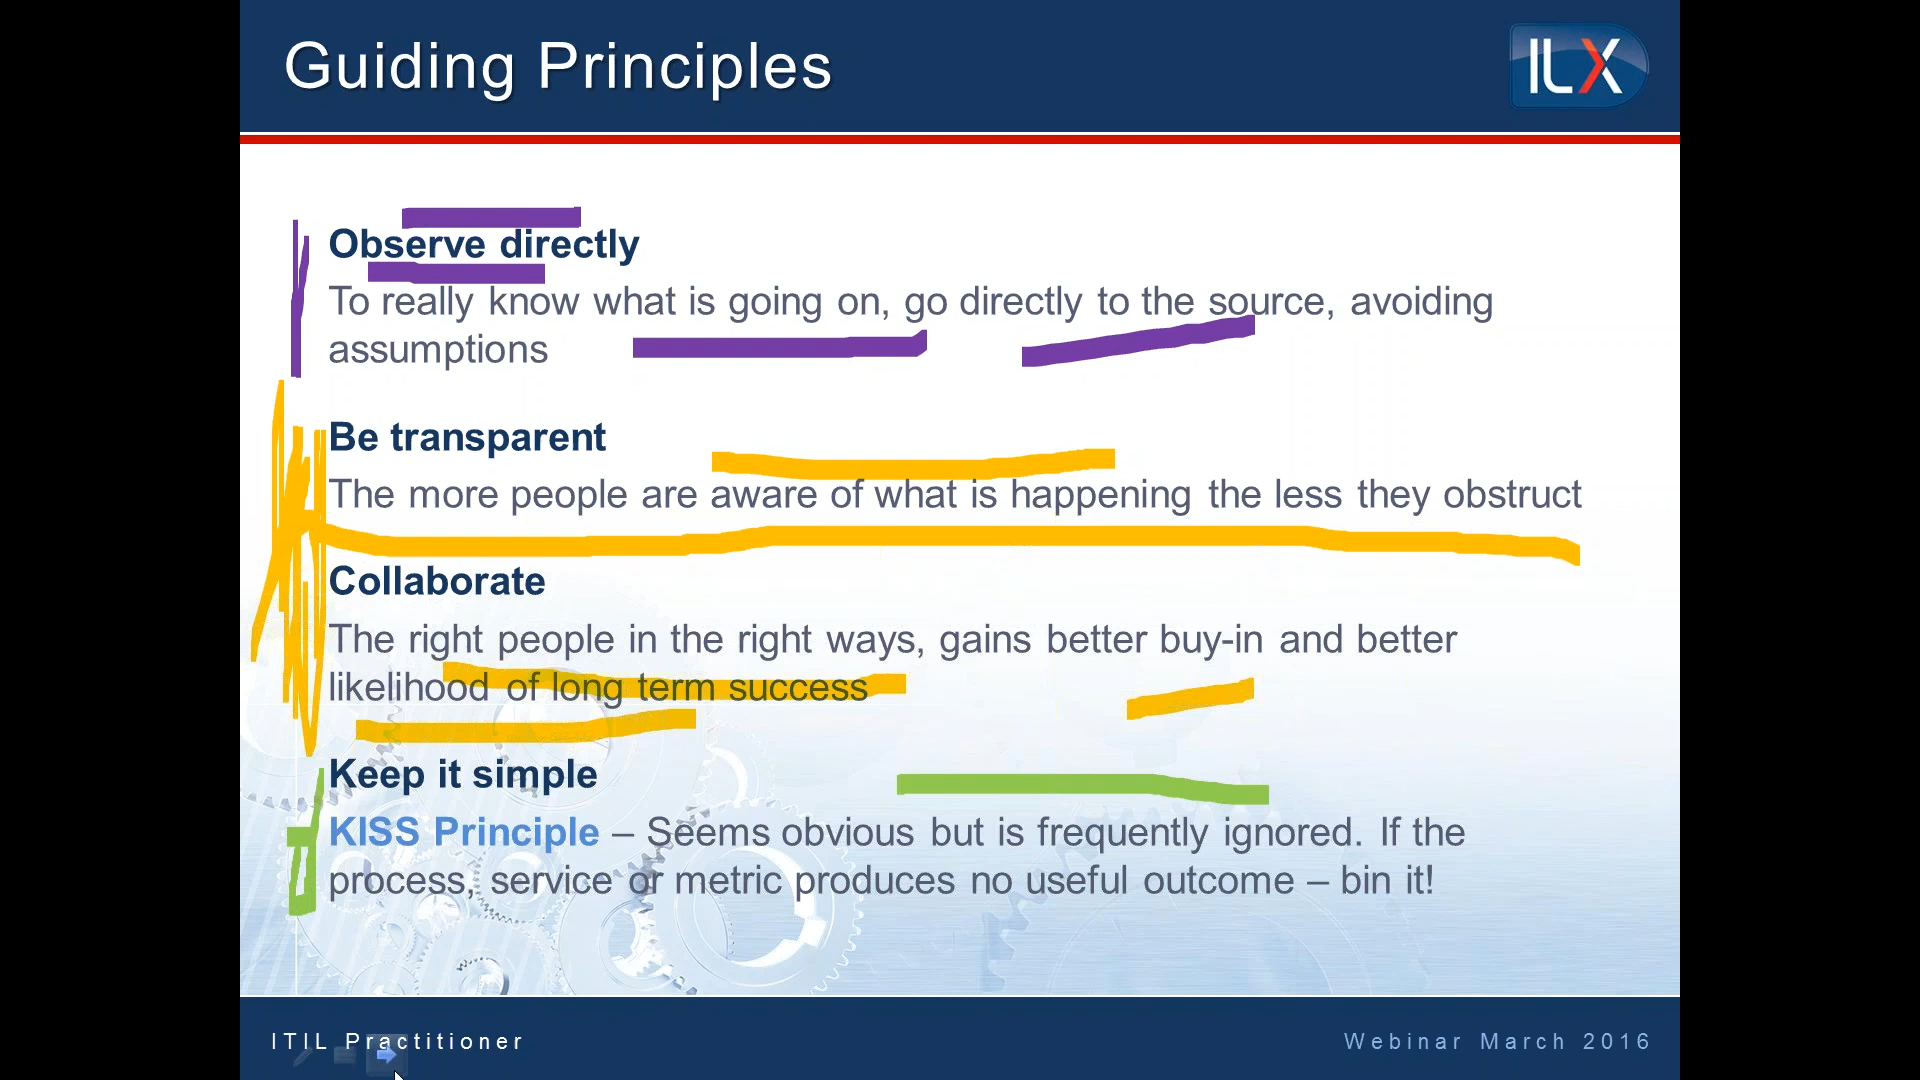 Guiding Principles
ILX
Observe directly
To really know what is going on, go directly to the source, avoiding
assumptions
Be transparent
The more people are aware of what is happening the less they obstruct
Collaborate
The right people in the right ways, gains better buy-in and better
likelihood of long term success
Keep it simple
KISS Principle – Seems obvious but is frequently ignored. If the
process, service or metric produces no useful outcome – bin it!
ITIL Practitioner
Webinar March 2016